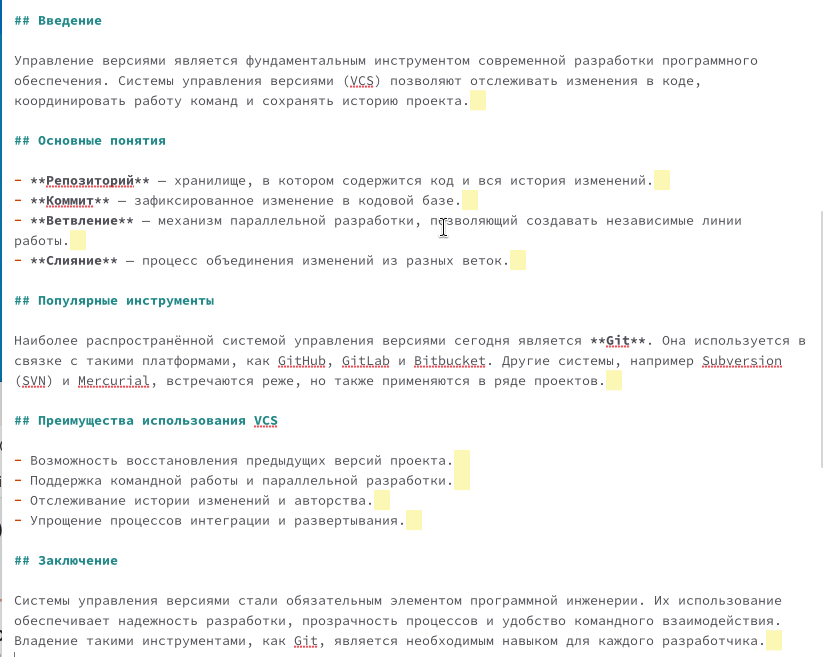 ## Введение
Управление версиями является фундаментальным инструментом современной разработки программного
обеспечения. Системы управления версиями (VCS) позволяют отслеживать изменения в коде,
координировать работу команд и сохранять историю проекта.
## Основные понятия
- **Репозиторий** — хранилище, в котором содержится код и вся история изменений.
- **Коммит** — зафиксированное изменение в кодовой базе.
- **Ветвление** — механизм параллельной разработки, позволяющий создавать независимые линии
работы.
- **Слияние** — процесс объединения изменений из разных веток.
## Популярные инструменты
Наиболее распространённой системой управления версиями сегодня является **Git**. Она используется в
связке с такими платформами, как GitHub, GitLab и Bitbucket. Другие системы, например Subversion
(SVN) и Mercurial, встречаются реже, но также применяются в ряде проектов.
## Преимущества использования VCS
- Возможность восстановления предыдущих версий проекта.
- Поддержка командной работы и параллельной разработки.
- Отслеживание истории изменений и авторства.
- Упрощение процессов интеграции и развертывания.
## Заключение
Системы управления версиями стали обязательным элементом программной инженерии. Их использование
обеспечивает надежность разработки, прозрачность процессов и удобство командного взаимодействия.
Владение такими инструментами, как Git, является необходимым навыком для каждого разработчика.